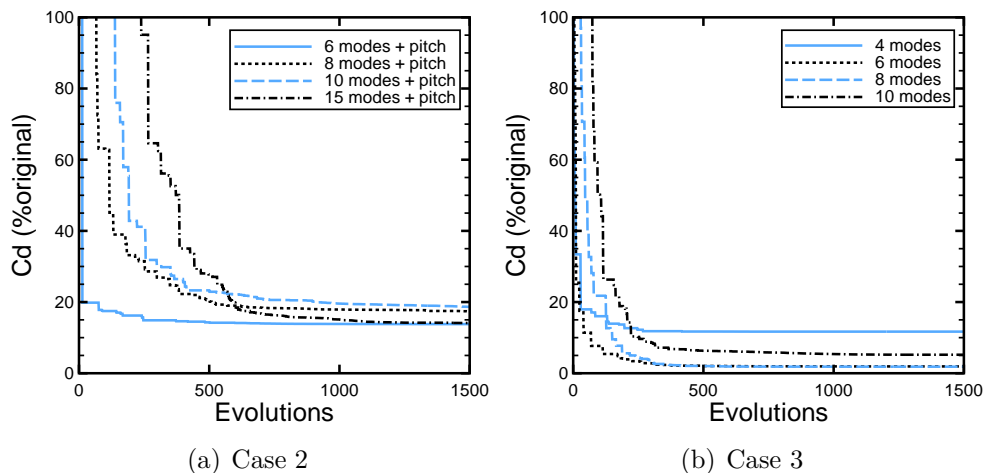 Cd (%original)
100
80
60
40
20
0
0
500
1000
1500
Evolutions
6 modes + pitch
8 modes + pitch
10 modes + pitch
15 modes + pitch
(a) Case 2
Cd (%original)
100
80
60
40
20
0
0
500
1000
1500
Evolutions
4 modes
6 modes
8 modes
10 modes
(b) Case 3